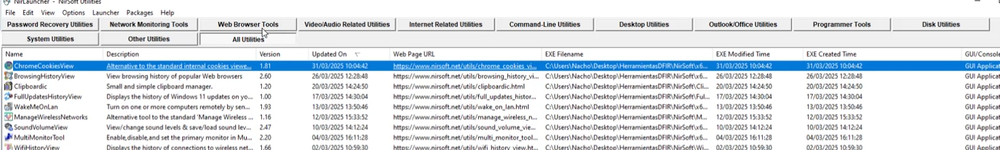 NirLauncher - NirSoft Utilities
File Edit View Options Launcher Packages Help
Password Recovery Utilities Network Monitoring Tools Web Browser Tools Video/Audio Related Utilities Internet Related Utilities Command-Line Utilities Desktop Utilities Outlook/Office Utilities Programmer Tools Disk Utilities
System Utilities Other Utilities All Utilities
Name Description Version Updated On Web Page URL EXE Filename EXE Modified Time EXE Created Time GUI/Console
ChromeCookiesView Alternative to the standard internal cookies viewe... 1.81 31/03/2025 10:04:42 https://www.nirsoft.net/utils/chrome_cookies_vi... C:\Users\Nacho\Desktop\HerramientasDFIR\NirSoft\x6... 31/03/2025 10:04:42 31/03/2025 10:04:42 GUI Applicat
BrowsingHistoryView View browsing history of popular Web browsers 2.60 26/03/2025 12:28:48 https://www.nirsoft.net/utils/browsing_history_vi... C:\Users\Nacho\Desktop\HerramientasDFIR\NirSoft\x6... 26/03/2025 12:28:48 26/03/2025 12:28:48 GUI Applicat
Clipboardic Small and simple clipboard manager. 1.20 20/03/2025 14:24:50 https://www.nirsoft.net/utils/clipboardic.html C:\Users\Nacho\Desktop\HerramientasDFIR\NirSoft\Cli... 20/03/2025 14:24:50 20/03/2025 14:24:50 GUI Applicat
FullUpdatesHistoryView Displays the history of Windows 11 updates on yo... 1.00 17/03/2025 14:30:04 https://www.nirsoft.net/utils/full_updates_histor... C:\Users\Nacho\Desktop\HerramientasDFIR\NirSoft\Ful... 17/03/2025 14:30:04 17/03/2025 14:30:04 GUI Applicat
WakeMeOnLan Turn on one or more computers remotely by sen... 1.93 13/03/2025 13:50:46 https://www.nirsoft.net/utils/wake_on_lan.html C:\Users\Nacho\Desktop\HerramientasDFIR\NirSoft\x6... 13/03/2025 13:50:46 13/03/2025 13:50:46 GUI Applicat
ManageWirelessNetworks Alternative tool to the standard 'Manage Wireless ... 1.16 12/03/2025 15:33:52 https://www.nirsoft.net/utils/manage_wireless_n... C:\Users\Nacho\Desktop\HerramientasDFIR\NirSoft\M... 12/03/2025 15:33:52 12/03/2025 15:33:52 GUI Applicat
SoundVolumeView View/change sound levels & save/load sound lev... 2.47 10/03/2025 14:12:24 https://www.nirsoft.net/utils/sound_volume_vie... C:\Users\Nacho\Desktop\HerramientasDFIR\NirSoft\x6... 10/03/2025 14:12:24 10/03/2025 14:12:24 GUI Applicat
MultiMonitorTool Enable,disable,and set the primary monitor in Mu... 2.20 04/03/2025 16:11:28 https://www.nirsoft.net/utils/multi_monitor_tool... C:\Users\Nacho\Desktop\HerramientasDFIR\NirSoft\x6... 04/03/2025 16:11:28 04/03/2025 16:11:28 GUI Applicat
WifiHistoryView Displays the history of connections to wireless net... 1.66 02/03/2025 10:59:30 https://www.nirsoft.net/utils/wifi_history_view.ht... C:\Users\Nacho\Desktop\HerramientasDFIR\NirSoft\Wi... 02/03/2025 10:59:30 02/03/2025 10:59:30 GUI Applicat